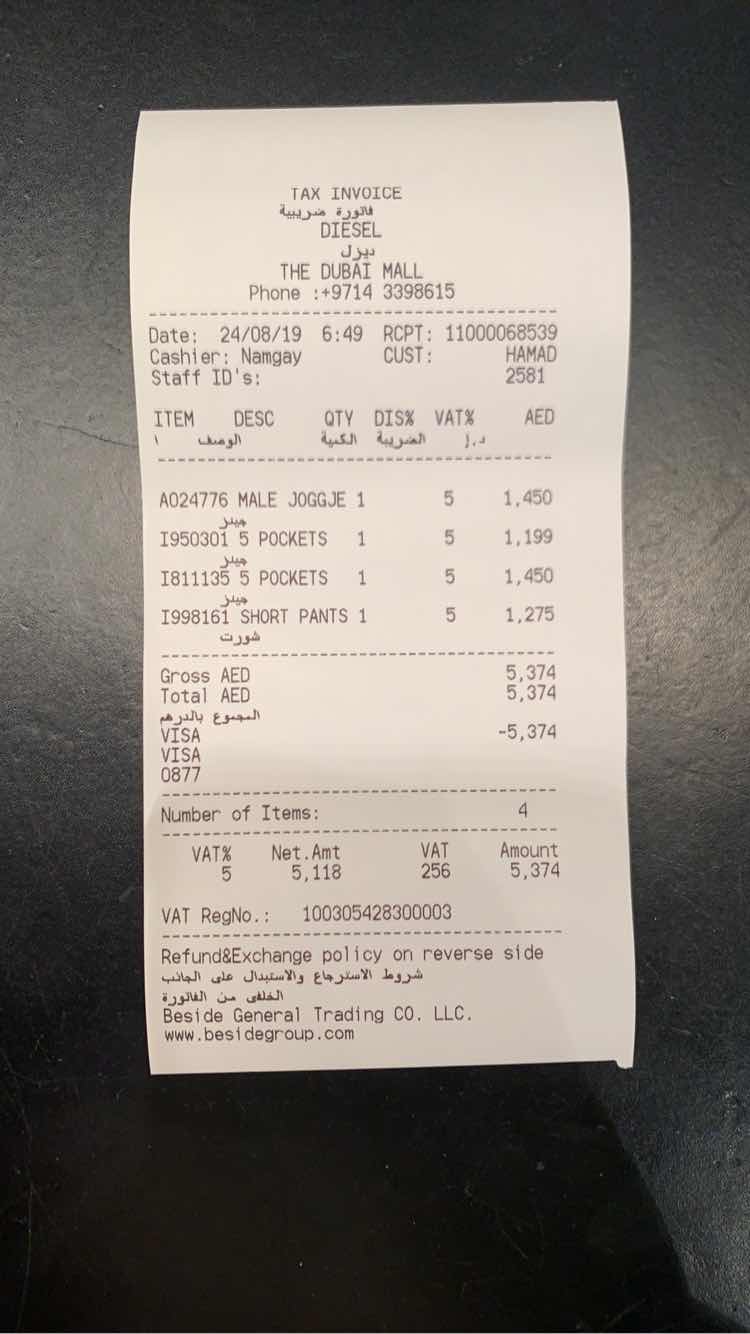 TAX INVOICE
فاتورة ضريبية
DIESEL
ديزل
THE DUBAI MALL
Phone :+9714 3398615
Date: 24/08/19 6:49 RCPT: 11000068539
Cashier: Namgay CUST: HAMAD
Staff ID's: 2581
ITEM DESC QTY DIS% VAT% AED
ا الوصف الكمية الضريبة د.إ
A024776 MALE JOGGJE 1 5 1,450
جينز
I950301 5 POCKETS 1 5 1,199
جينز
I811135 5 POCKETS 1 5 1,450
جينز
I998161 SHORT PANTS 1 5 1,275
شورت
Gross AED 5,374
Total AED 5,374
المجموع بالدرهم
VISA -5,374
VISA
0877
Number of Items: 4
VAT% Net.Amt VAT Amount
5 5,118 256 5,374
VAT RegNo.: 100305428300003
Refund&Exchange policy on reverse side
شروط الاسترجاع والاستبدال على الجانب
الخلفى من الفاتورة
Beside General Trading CO. LLC.
www.besidegroup.com